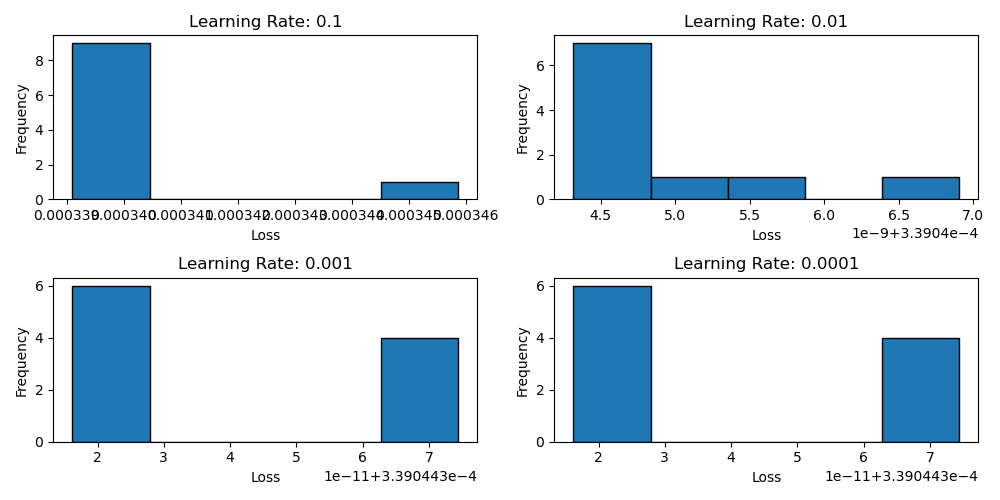 Learning Rate: 0.1
Frequency
8
6
4
2
0
0.000339 0.000340 0.000341 0.000342 0.000343 0.000344 0.000345 0.000346
Loss
Learning Rate: 0.01
Frequency
6
4
2
0
4.5 5.0 5.5 6.0 6.5 7.0
1e−9+3.3904e−4
Loss
Learning Rate: 0.001
Frequency
6
4
2
0
2 3 4 5 6 7
1e−11+3.390443e−4
Loss
Learning Rate: 0.0001
Frequency
6
4
2
0
2 3 4 5 6 7
1e−11+3.390443e−4
Loss